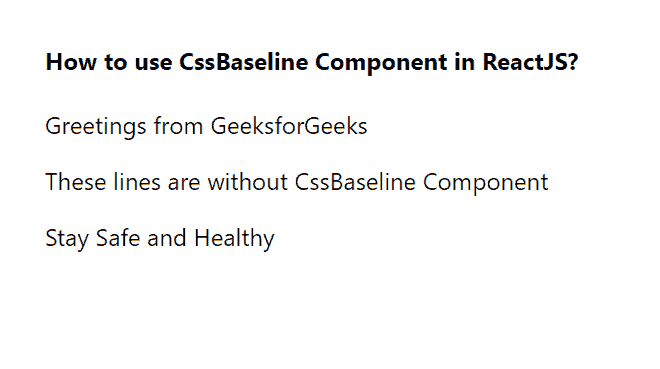 How to use CssBaseline Component in ReactJS?
Greetings from GeeksforGeeks
These lines are without CssBaseline Component
Stay Safe and Healthy